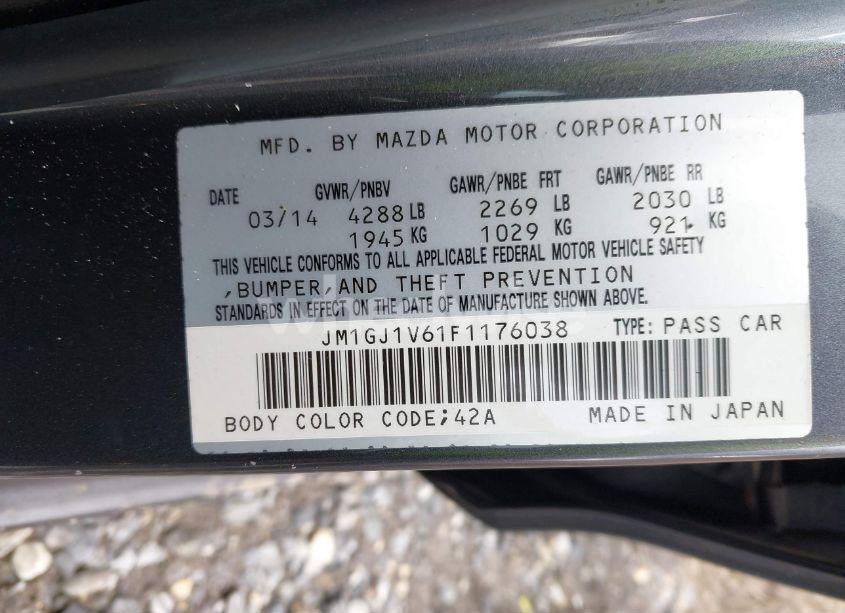 MFD. BY MAZDA MOTOR CORPORATION
DATE GVWR/PNBV GAWR/PNBE FRT GAWR/PNBE RR
03/14 4288 LB 2269 LB 2030 LB
1945 KG 1029 KG 921 KG
THIS VEHICLE CONFORMS TO ALL APPLICABLE FEDERAL MOTOR VEHICLE SAFETY
,BUMPER,AND THEFT PREVENTION
STANDARDS IN EFFECT ON THE DATE OF MANUFACTURE SHOWN ABOVE.
JM1GJ1V61F1176038 TYPE: PASS CAR
BODY COLOR CODE;42A MADE IN JAPAN